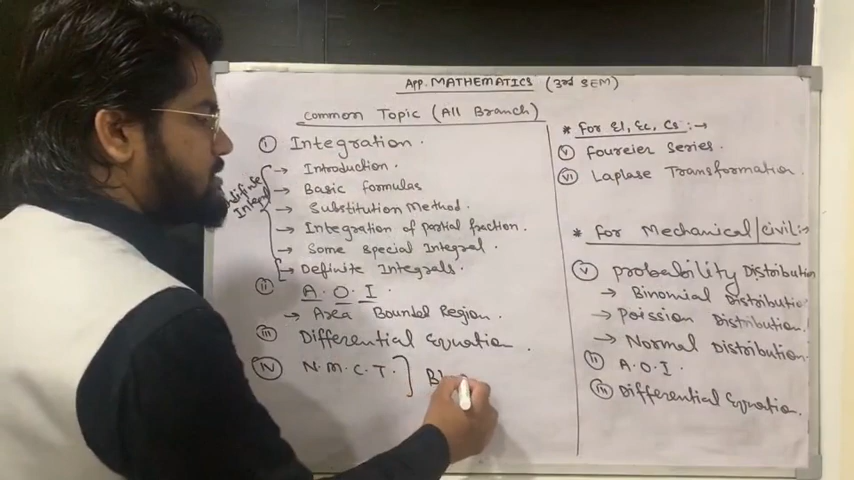 App. MATHEMATICS (3rd SEM)
Common Topic (All Branch)
(i) Integration.
→ Introduction.
→ Basic formulas
→ Substitution Method.
→ Integration of partial fraction.
→ Some special Integral.
→ Definite Integrals.
(ii) A.O.I.
→ Area Bounded Region.
(iii) Differential Equation.
(iv) N.M.C.T.
* For El, Ec, Cs :→
(v) Foureier Series.
(vi) Laplase Transformation.
* For Mechanical/civil :→
(v) probability Distribution
→ Binomial Distributio
→ Poission Distribution.
→ Normal Distribution.
(ii) A.O.I.
(iii) Differential Equation.